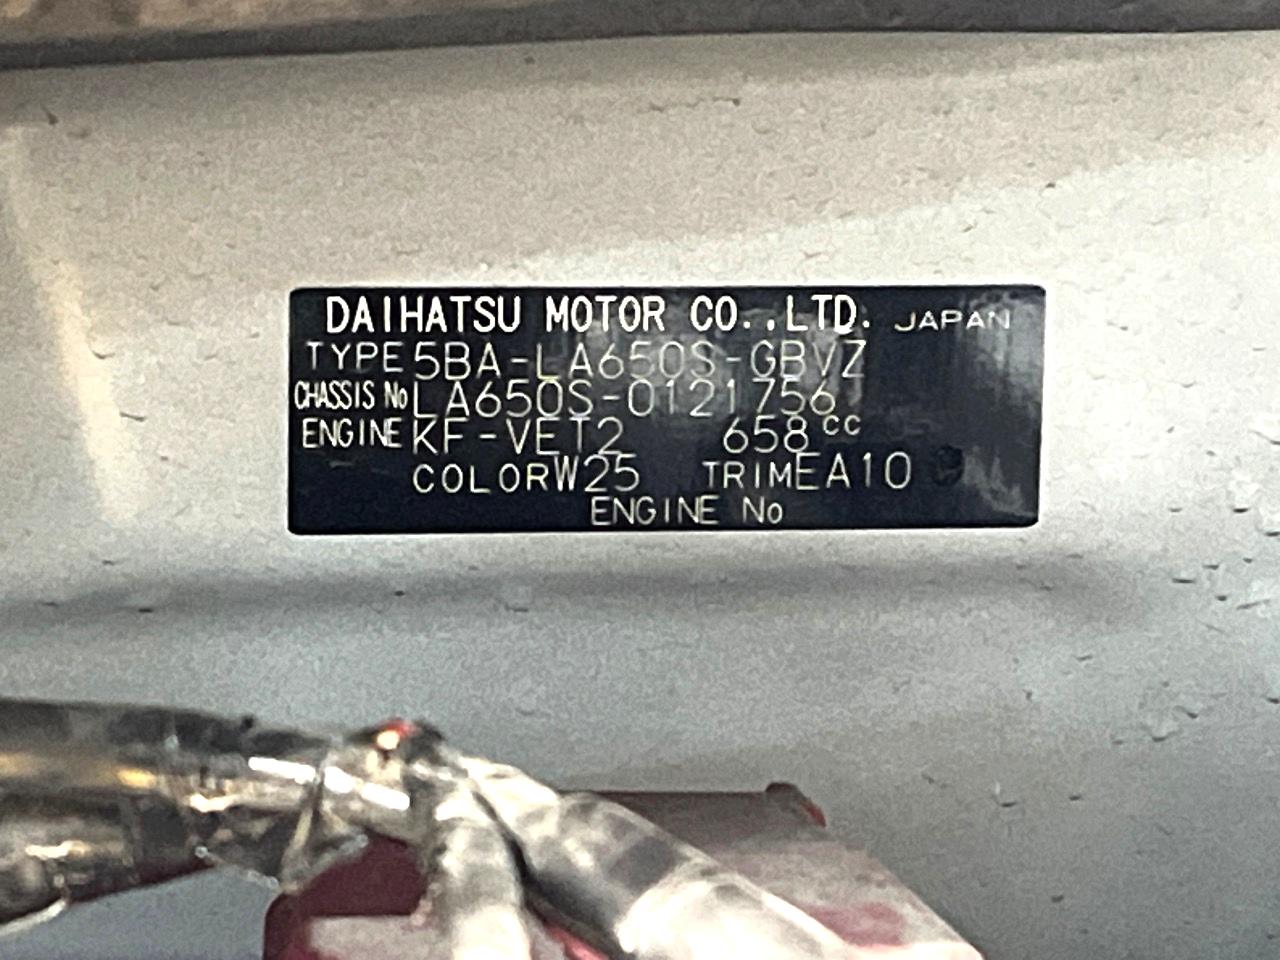 DAIHATSU MOTOR CO.,LTD. JAPAN
TYPE 5BA-LA650S-GBVZ
CHASSIS No LA650S-0121756
ENGINE KF-VET2 658cc
COLOR W25 TRIM EA10
ENGINE No